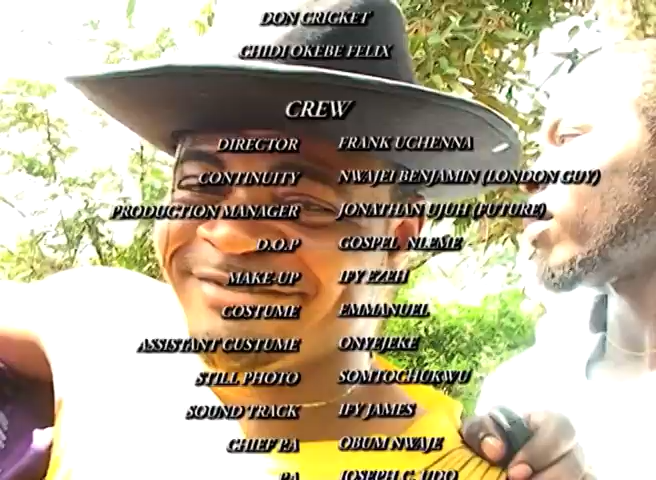 DON CRICKET
CHIDI OKEBE FELIX
CREW
DIRECTOR FRANK UCHENNA
CONTINUITY NWAJEI BENJAMIN (LONDON GUY)
PRODUCTION MANAGER JONATHAN UJUH (FUTURE)
D.O.P GOSPEL NLEME
MAKE-UP IFY EZEH
COSTUME EMMANUEL
ASSISTANT CUSTUME ONYEJEKE
STILL PHOTO SOMTOCHUKWU
SOUND TRACK IFY JAMES
CHIEF P.A OBUM NWAJE
P.A JOSEPH C. UDO